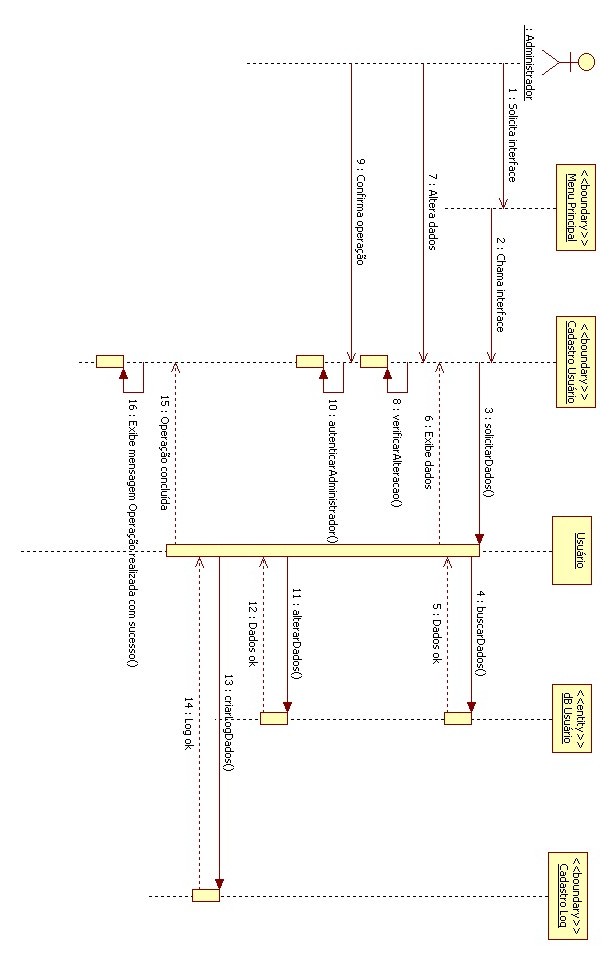 : Administrador
<<boundary>>
Menu Principal
<<boundary>>
Cadastro Usuário
Usuário
<<entity>>
dB Usuário
<<boundary>>
Cadastro Log
1 : Solicita interface
2 : Chama interface
3 : solicitarDados()
4 : buscarDados()
5 : Dados ok
6 : Exibe dados
7 : Altera dados
8 : verificarAlteracao()
9 : Confirma operação
10 : autenticarAdministrador()
11 : alterarDados()
12 : Dados ok
13 : criarLogDados()
14 : Log ok
15 : Operação concluída
16 : Exibe mensagem Operação realizada com sucesso()